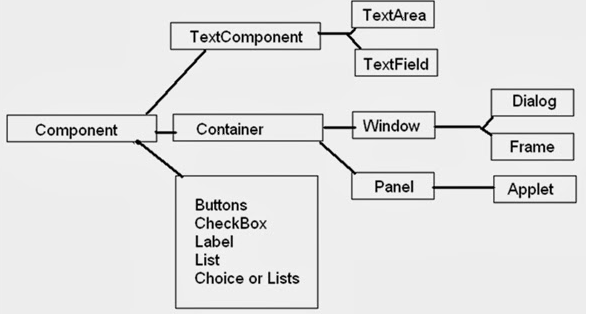 TextArea
TextComponent
TextField
Dialog
Component
Container
Window
Frame
Panel
Applet
Buttons
CheckBox
Label
List
Choice or Lists